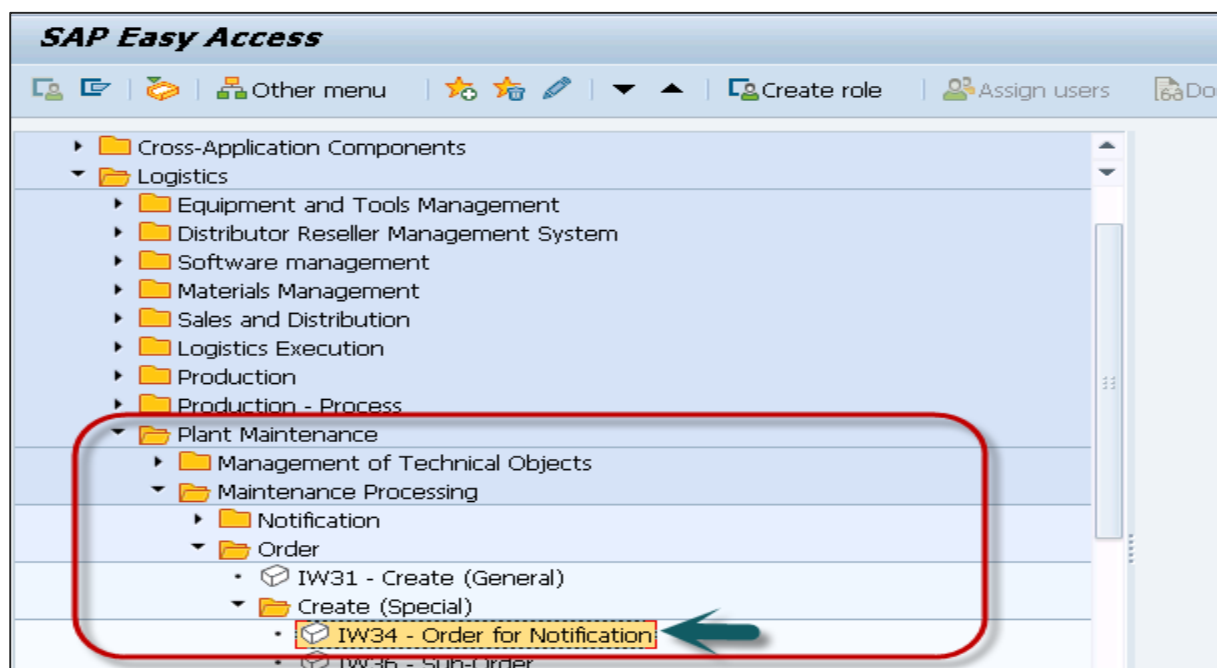 SAP Easy Access
Other menu Create role Assign users Do
Cross-Application Components
Logistics
Equipment and Tools Management
Distributor Reseller Management System
Software management
Materials Management
Sales and Distribution
Logistics Execution
Production
Production - Process
Plant Maintenance
Management of Technical Objects
Maintenance Processing
Notification
Order
IW31 - Create (General)
Create (Special)
IW34 - Order for Notification
IW36 - Sub-Order